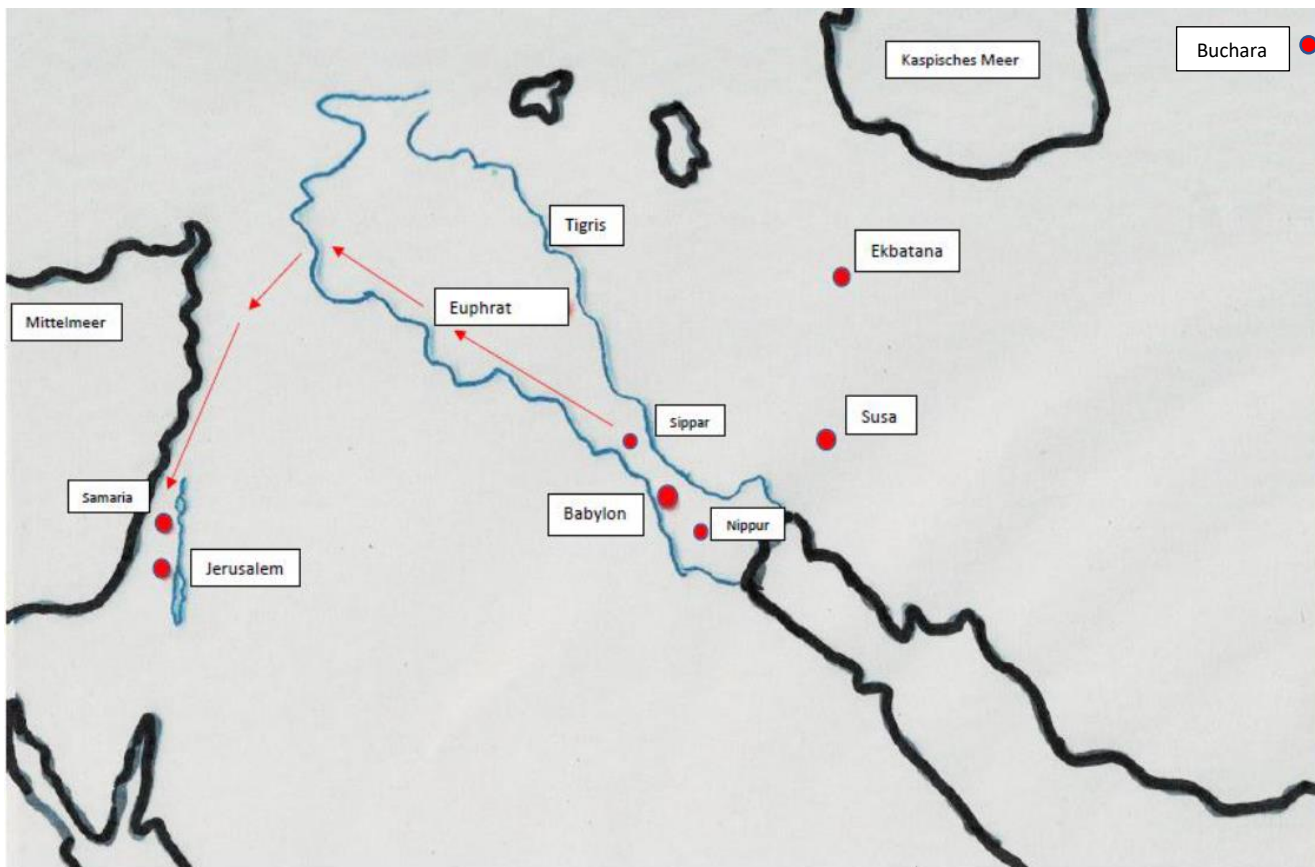 Kaspisches Meer
Buchara
Tigris
Ekbatana
Euphrat
Mittelmeer
Sippar
Susa
Samaria
Babylon
Nippur
Jerusalem